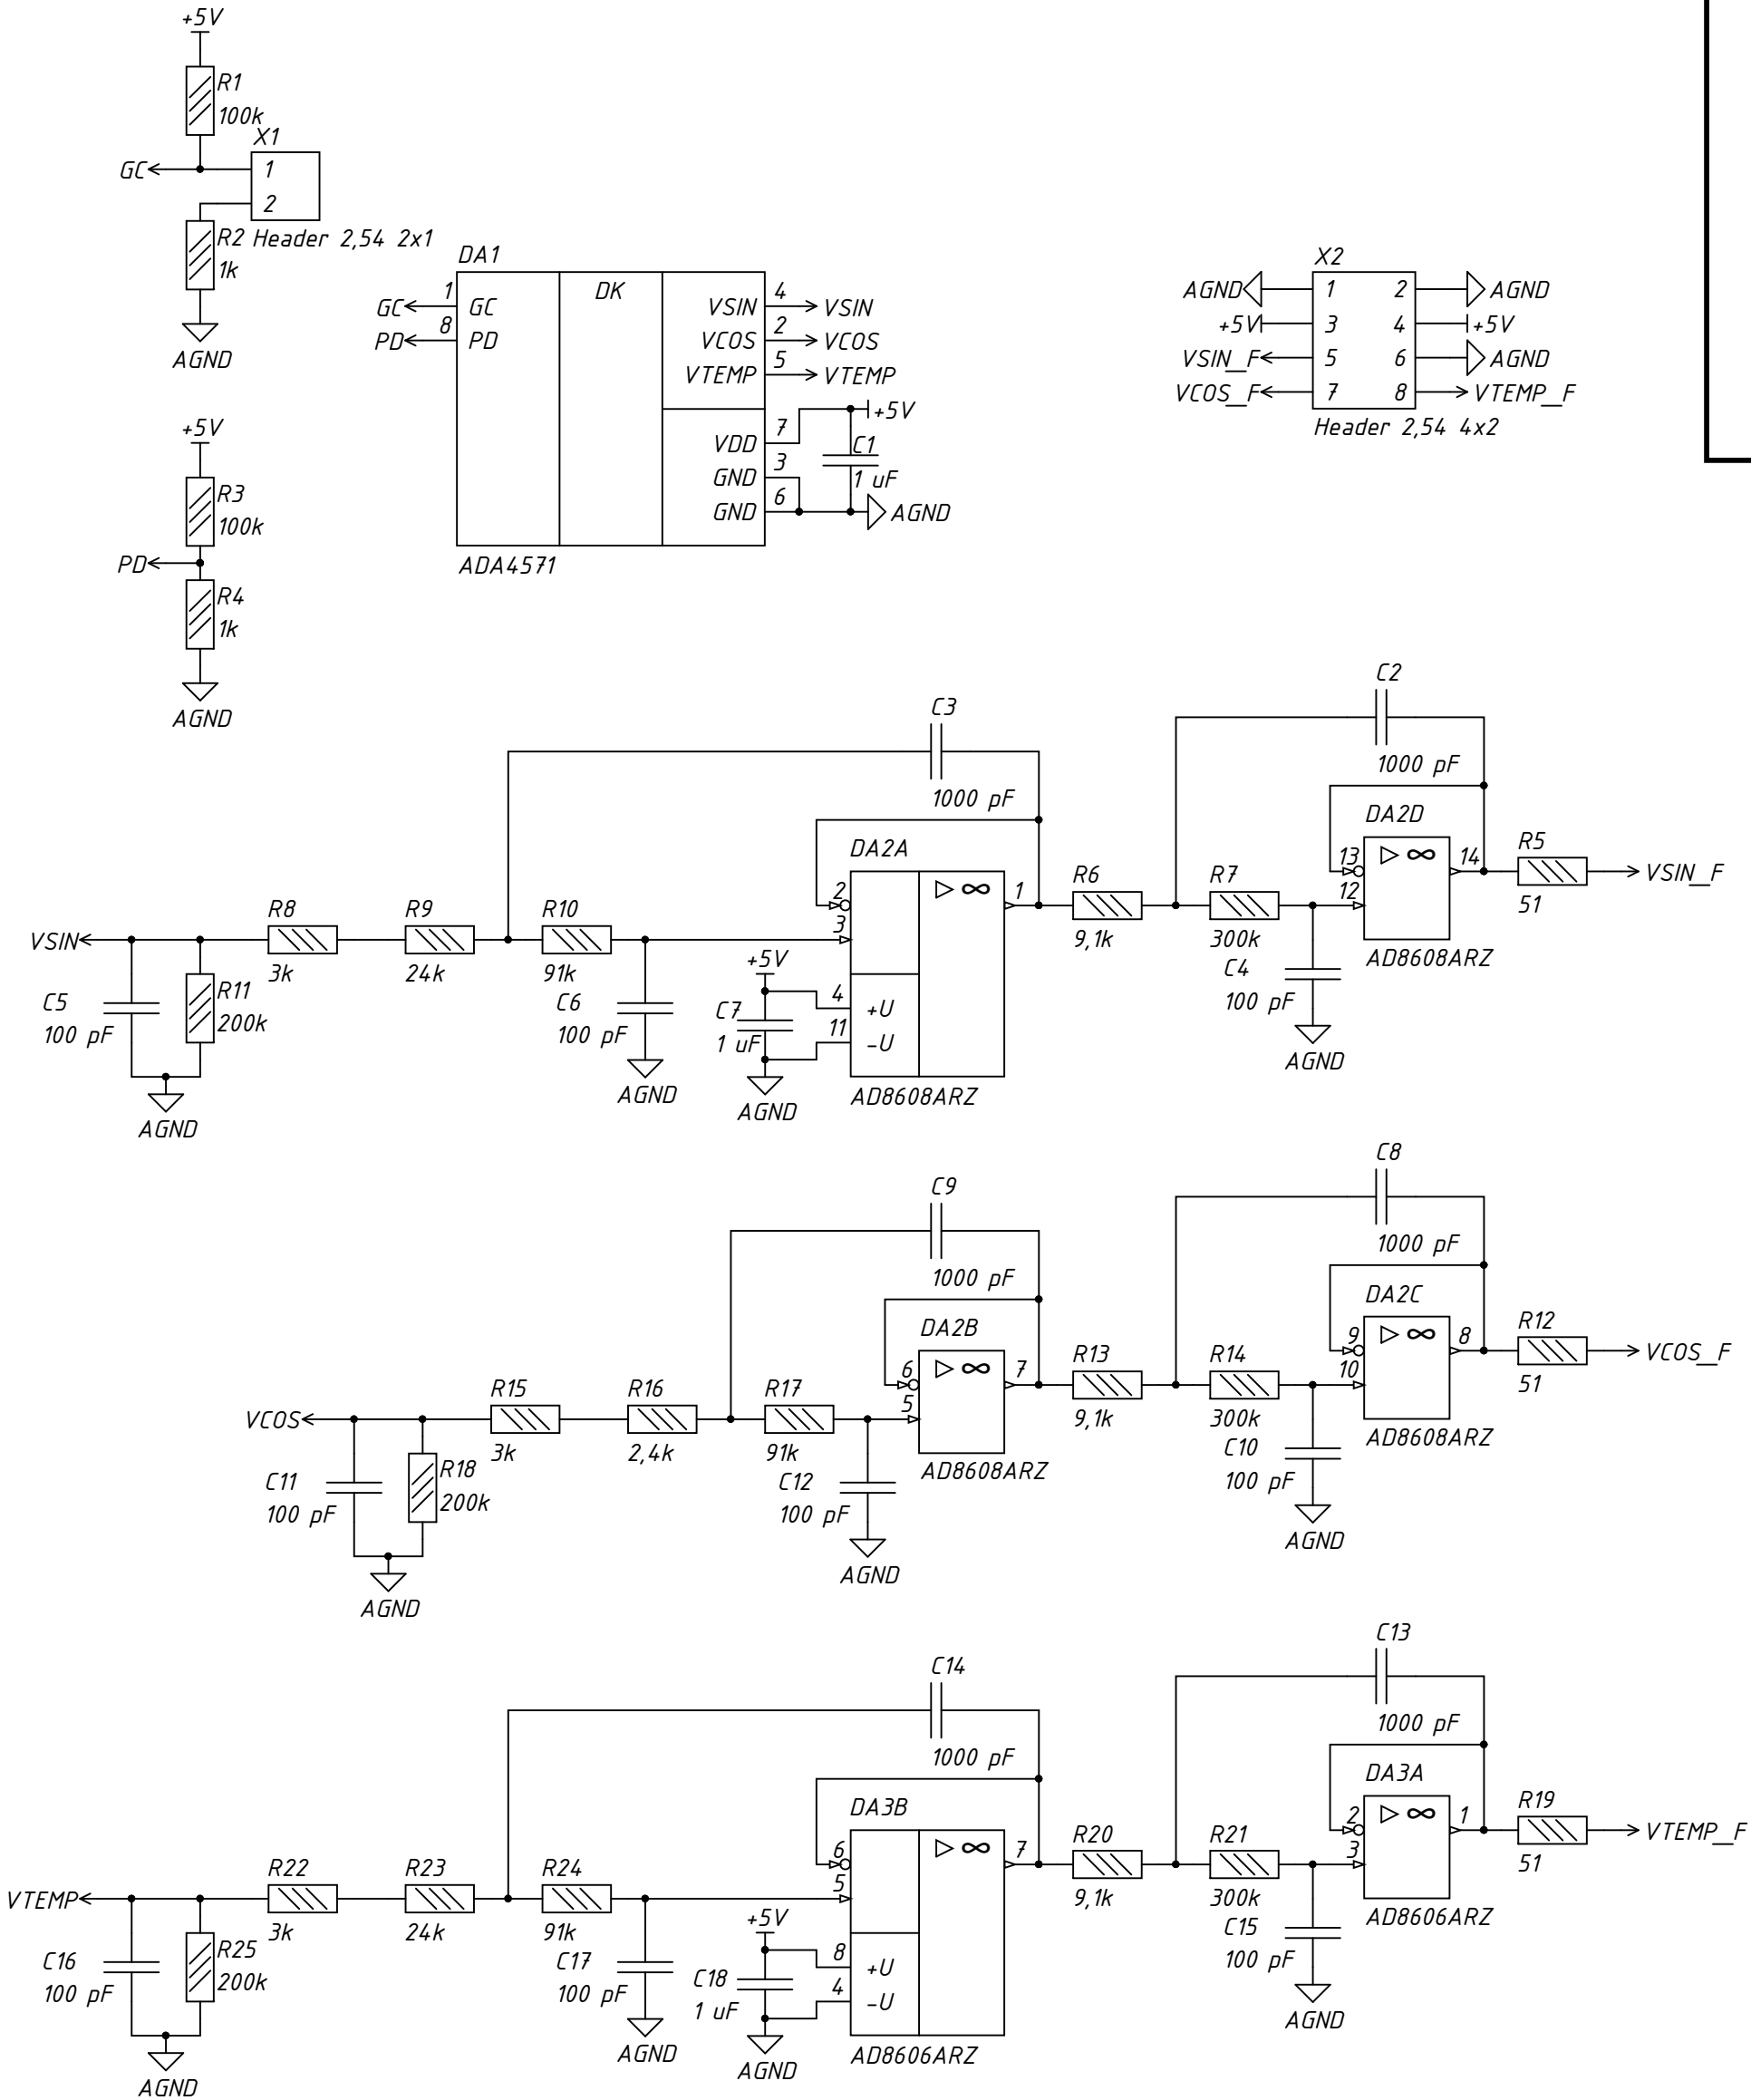 +5V
R1
100k
X1
GC
1
2
R2
1k
Header 2,54 2x1
AGND
+5V
R3
100k
PD
R4
1k
AGND
DA1
DK
GC
1
GC
PD
8
PD
VSIN
4
VSIN
VCOS
2
VCOS
VTEMP
5
VTEMP
+5V
VDD
7
C1
1 uF
GND
3
GND
6
AGND
ADA4571
X2
AGND
1
2
AGND
+5V
3
4
+5V
VSIN_F
5
6
AGND
VCOS_F
7
8
VTEMP_F
Header 2,54 4x2
C3
1000 pF
C2
1000 pF
DA2A
DA2D
VSIN
R8
3k
R9
24k
R10
91k
2
3
▷ ∞
1
R6
9,1k
R7
300k
13
12
▷ ∞
14
R5
51
VSIN_F
AD8608ARZ
C5
100 pF
R11
200k
AGND
C6
100 pF
AGND
+5V
C7
1 uF
AGND
4
+U
11
-U
AD8608ARZ
C4
100 pF
AGND
C9
1000 pF
C8
1000 pF
DA2B
DA2C
VCOS
R15
3k
R16
2,4k
R17
91k
6
5
▷ ∞
7
R13
9,1k
R14
300k
9
10
▷ ∞
8
R12
51
VCOS_F
AD8608ARZ
AD8608ARZ
C11
100 pF
R18
200k
AGND
C12
100 pF
AGND
C10
100 pF
AGND
C14
1000 pF
C13
1000 pF
DA3B
DA3A
VTEMP
R22
3k
R23
24k
R24
91k
6
5
▷ ∞
7
R20
9,1k
R21
300k
2
3
▷ ∞
1
R19
51
VTEMP_F
AD8606ARZ
C16
100 pF
R25
200k
AGND
C17
100 pF
AGND
+5V
C18
1 uF
AGND
8
+U
4
-U
AD8606ARZ
C15
100 pF
AGND